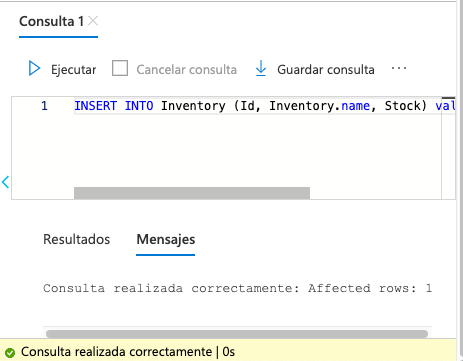 Consulta 1
Ejecutar Cancelar consulta Guardar consulta ...
1 INSERT INTO Inventory (Id, Inventory.name, Stock) val
Resultados Mensajes
Consulta realizada correctamente: Affected rows: 1
Consulta realizada correctamente | 0s